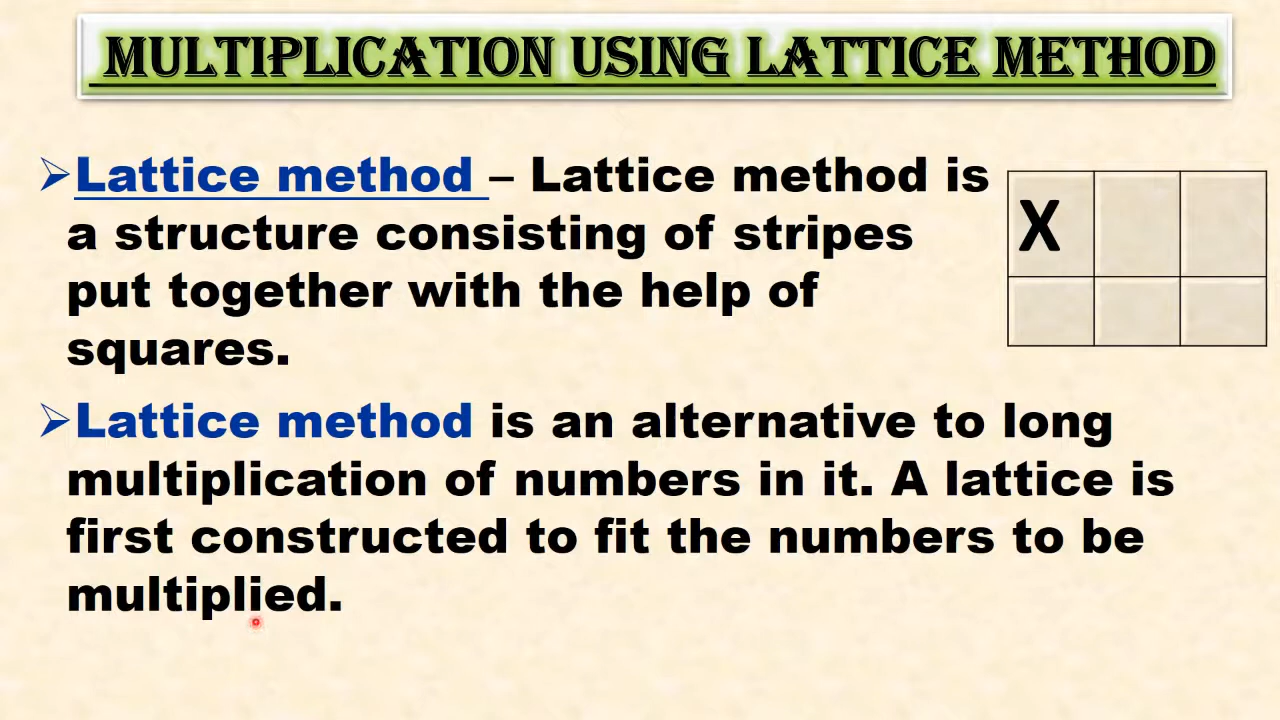 MULTIPLICATION USING LATTICE METHOD
➢Lattice method – Lattice method is
a structure consisting of stripes
put together with the help of
squares.
X
➢Lattice method is an alternative to long
multiplication of numbers in it. A lattice is
first constructed to fit the numbers to be
multiplied.